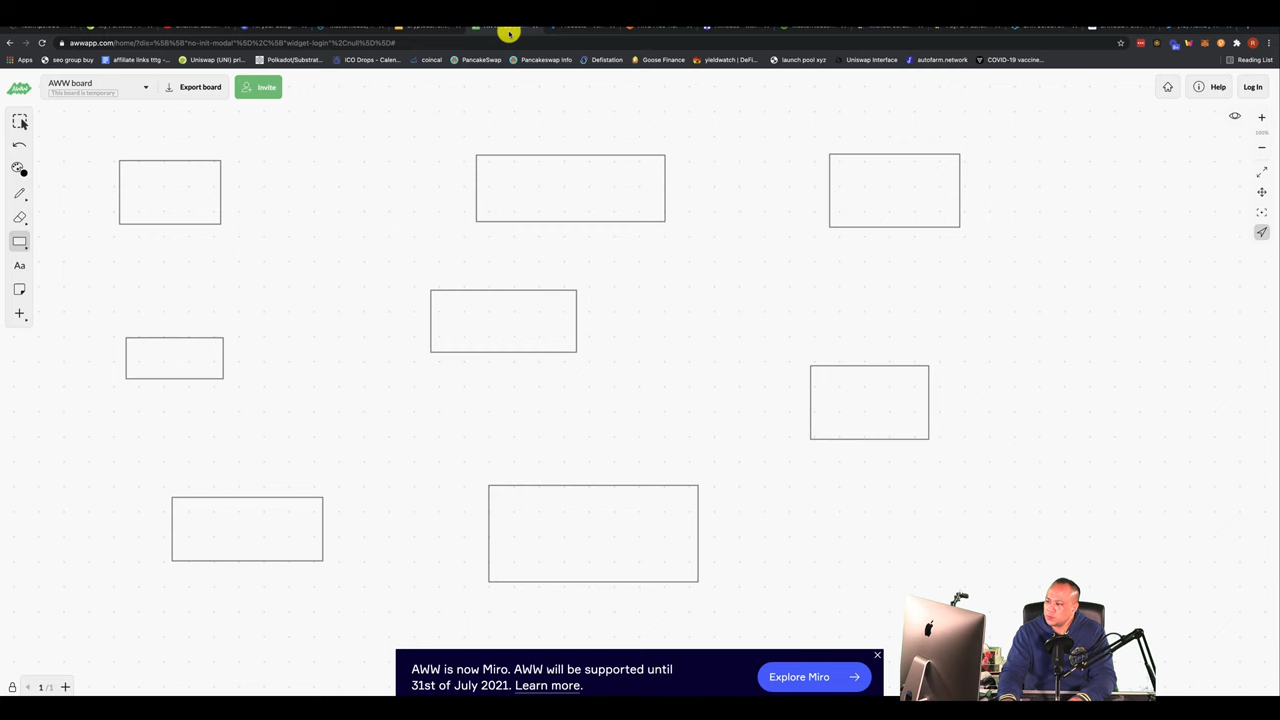 awwapp.com/home/?dis=%5B%5B"no-init-modal"%5D%2C%5B"widget-login"%2Cnull%5D%5D#
Apps seo group buy affiliate links tttg -... Uniswap (UNI) pri... Polkadot/Substrat... ICO Drops - Calen... coincal PancakeSwap Pancakeswap Info Defistation Goose Finance yieldwatch | DeFi... launch pool xyz Uniswap Interface autofarm.network COVID-19 vaccine... Reading List
AWW AWW board
This board is temporary
Export board Invite Help Log In
100%
Aa
AWW is now Miro. AWW will be supported until
31st of July 2021. Learn more.
Explore Miro
1 /1